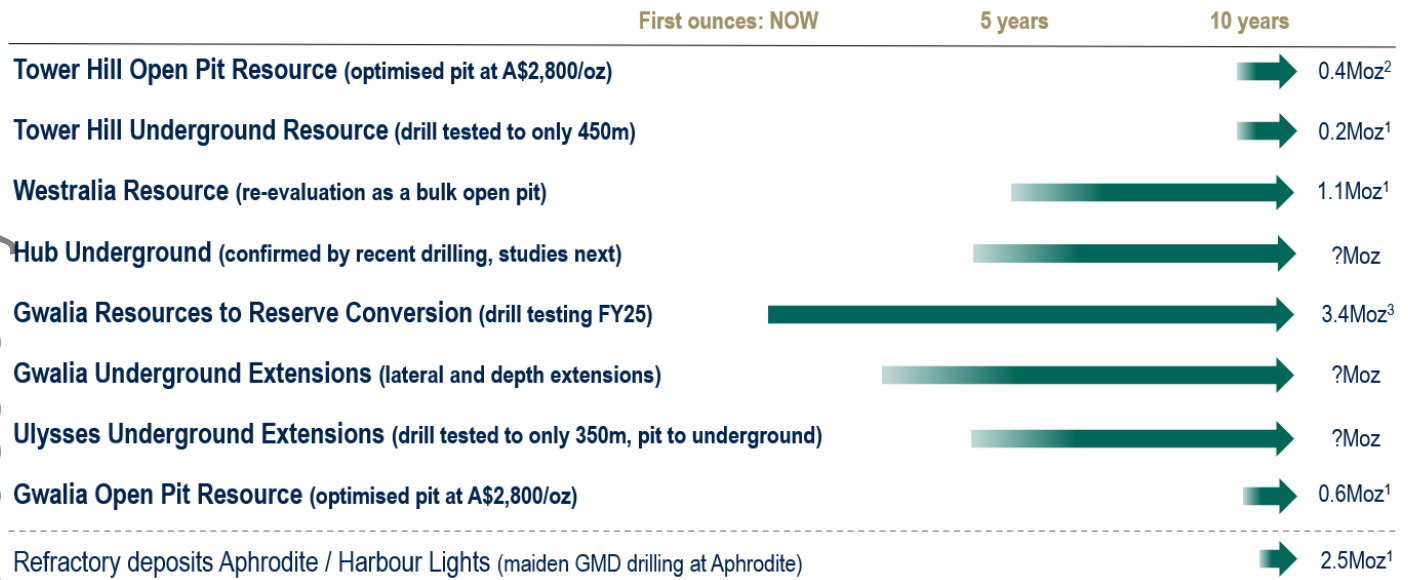 First ounces: NOW 5 years 10 years
Tower Hill Open Pit Resource (optimised pit at A$2,800/oz) 0.4Moz²
Tower Hill Underground Resource (drill tested to only 450m) 0.2Moz¹
Westralia Resource (re-evaluation as a bulk open pit) 1.1Moz¹
Hub Underground (confirmed by recent drilling, studies next) ?Moz
Gwalia Resources to Reserve Conversion (drill testing FY25) 3.4Moz³
Gwalia Underground Extensions (lateral and depth extensions) ?Moz
Ulysses Underground Extensions (drill tested to only 350m, pit to underground) ?Moz
Gwalia Open Pit Resource (optimised pit at A$2,800/oz) 0.6Moz¹
Refractory deposits Aphrodite / Harbour Lights (maiden GMD drilling at Aphrodite) 2.5Moz¹